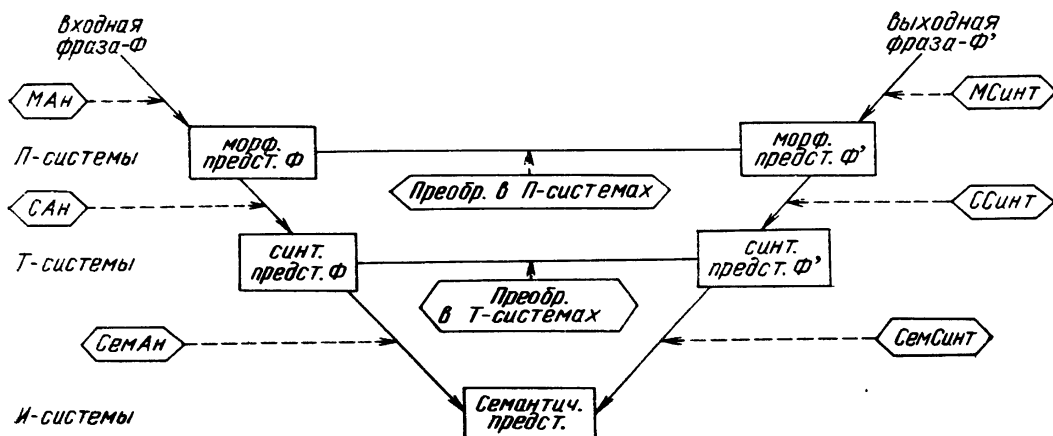 входная
фраза-Ф
выходная
фраза-Ф'
МАн
МСинт
морф.
предст. Ф
морф.
предст. Ф'
П-системы
Преобр. в П-системах
САн
ССинт
синт.
предст. Ф
синт.
предст. Ф'
Т-системы
Преобр.
в Т-системах
СемАн
СемСинт
Семантич.
предст.
И-системы